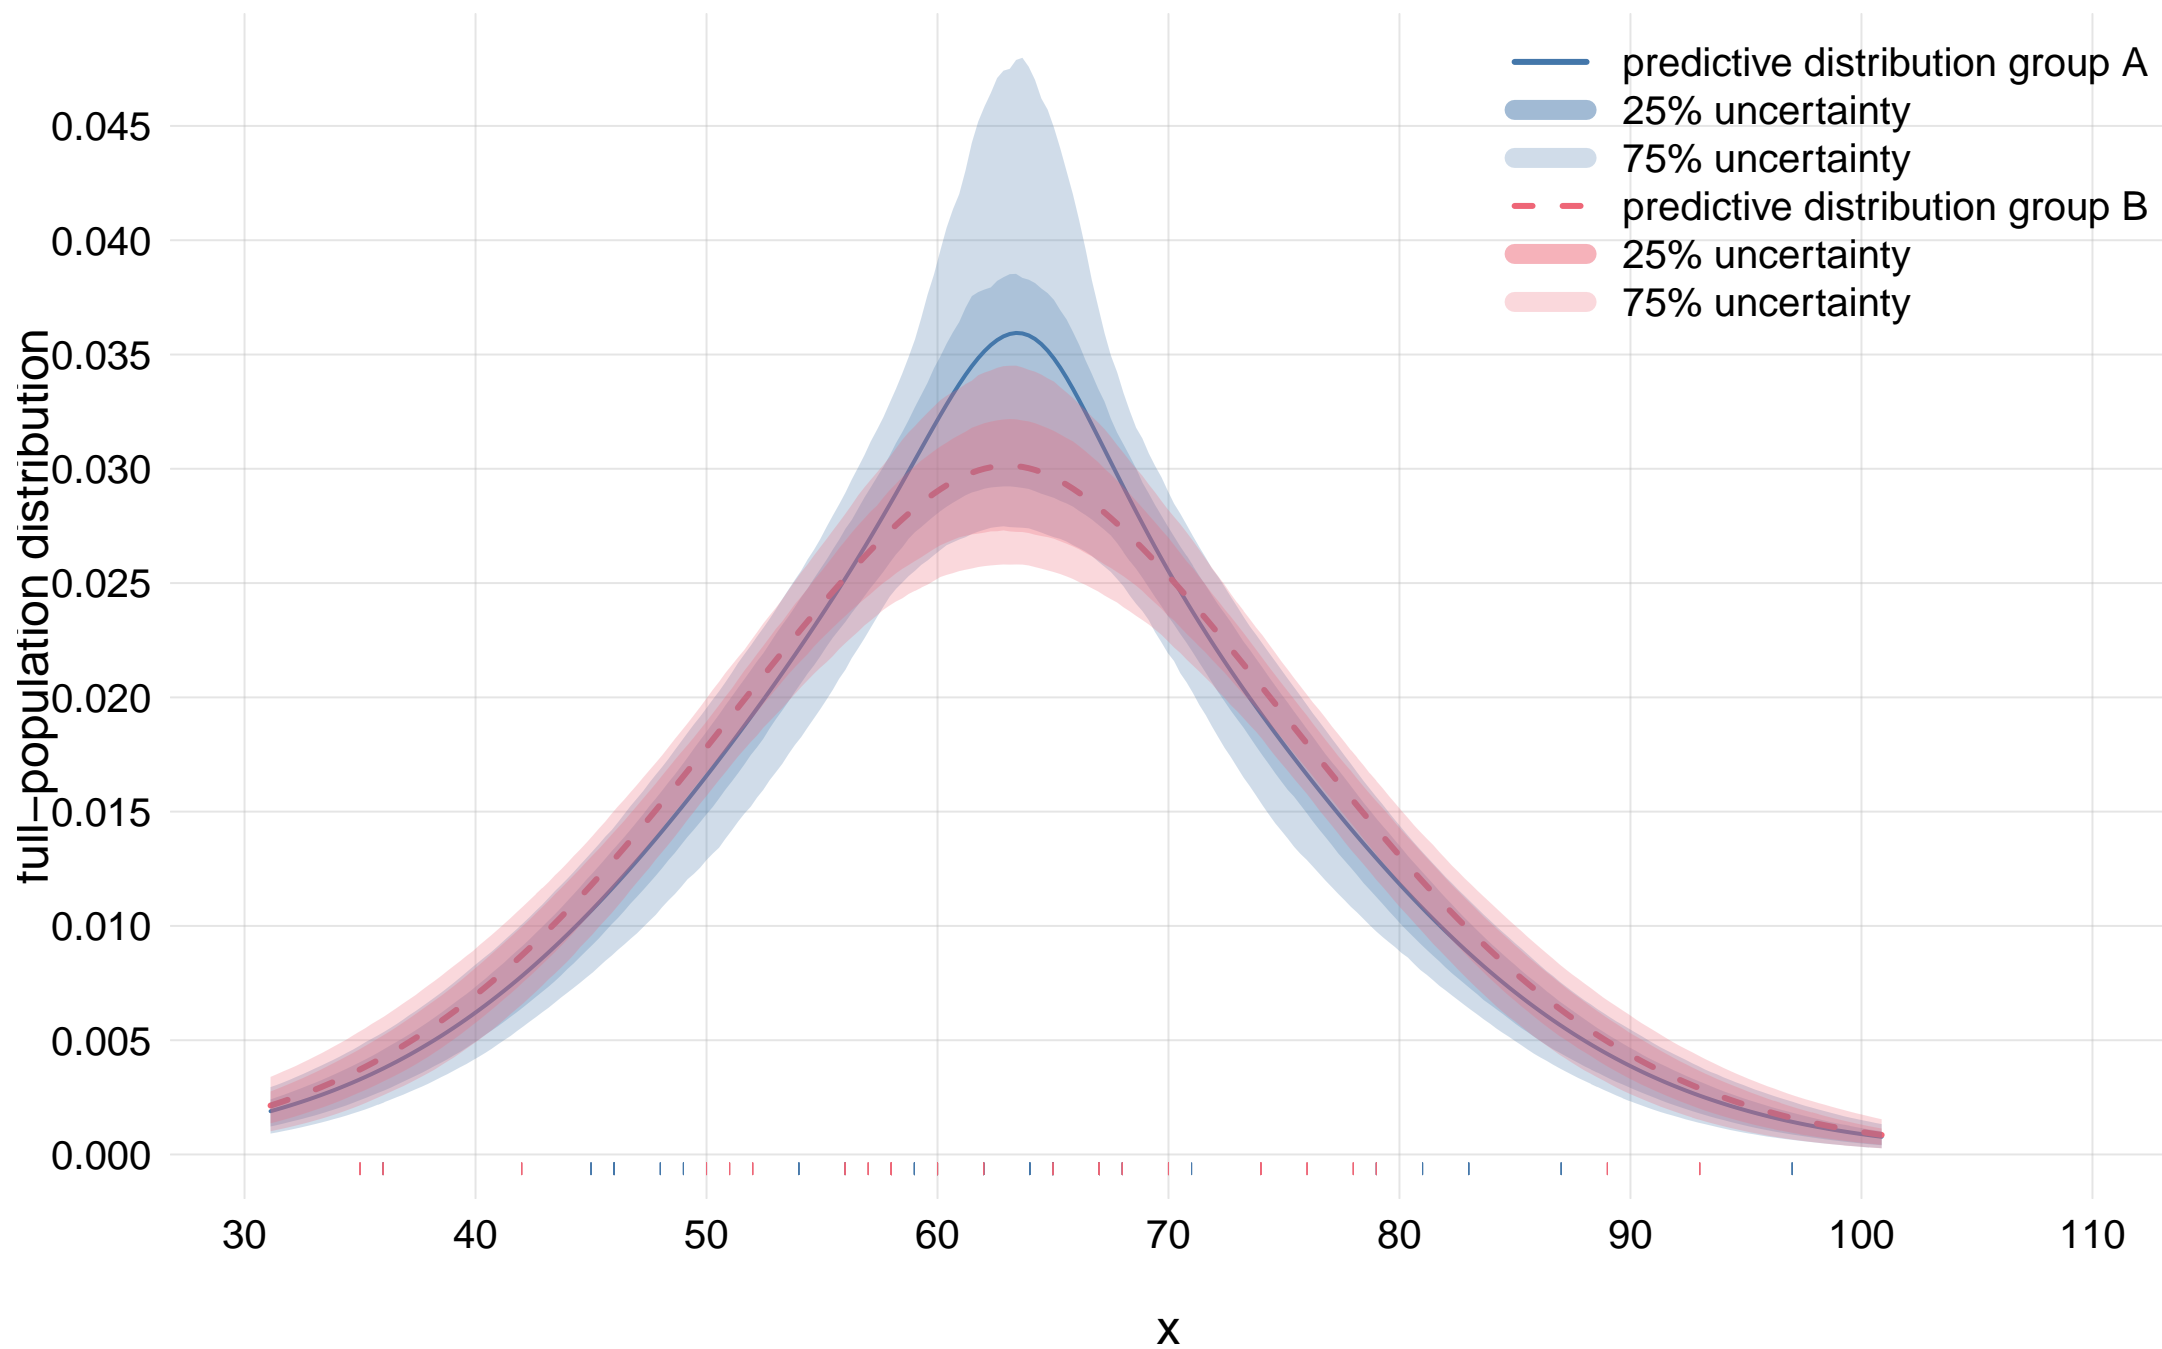 predictive distribution group A
25% uncertainty
75% uncertainty
predictive distribution group B
25% uncertainty
75% uncertainty
full−population distribution
0.045
0.040
0.035
0.030
0.025
0.020
0.015
0.010
0.005
0.000
30 40 50 60 70 80 90 100 110
x